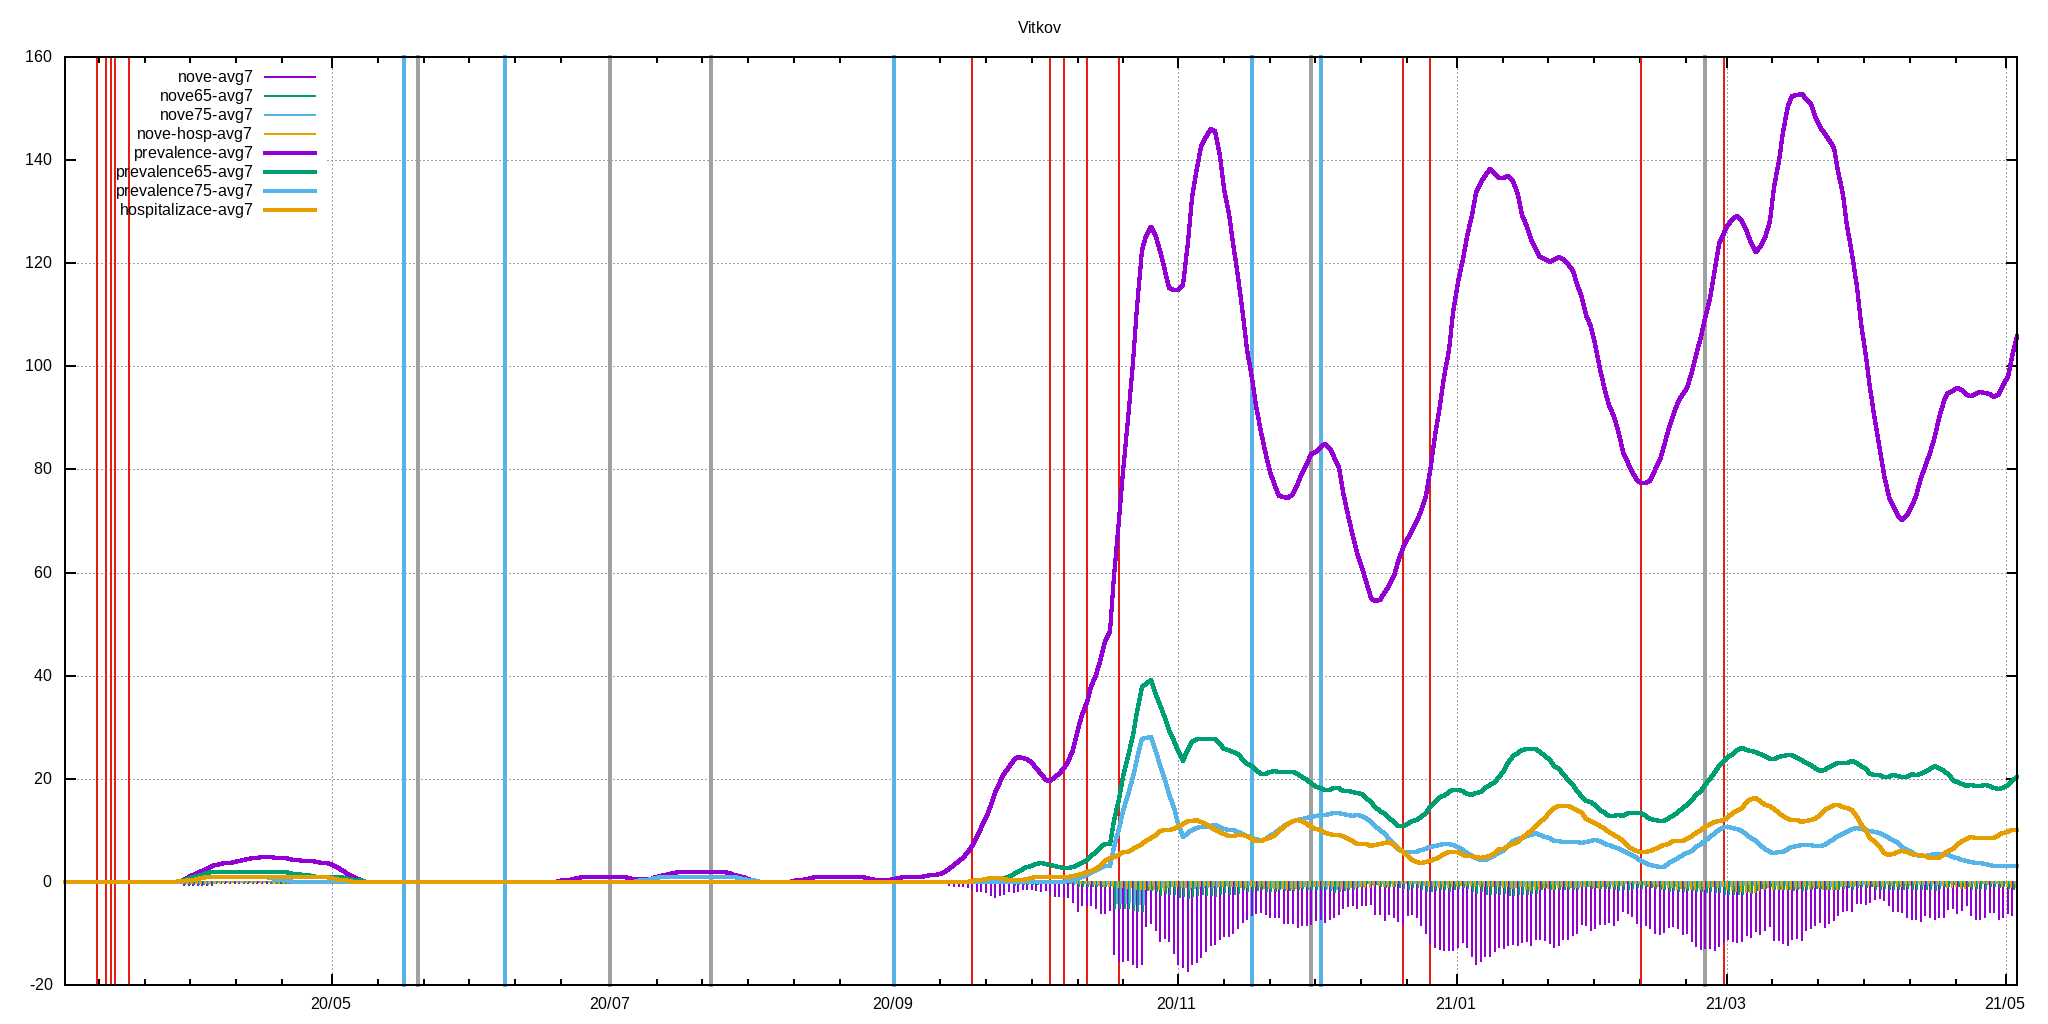 Vitkov
160
nove-avg7
nove65-avg7
nove75-avg7
nove-hosp-avg7
prevalence-avg7
prevalence65-avg7
prevalence75-avg7
hospitalizace-avg7
140
120
100
80
60
40
20
0
-20
20/05 20/07 20/09 20/11 21/01 21/03 21/05